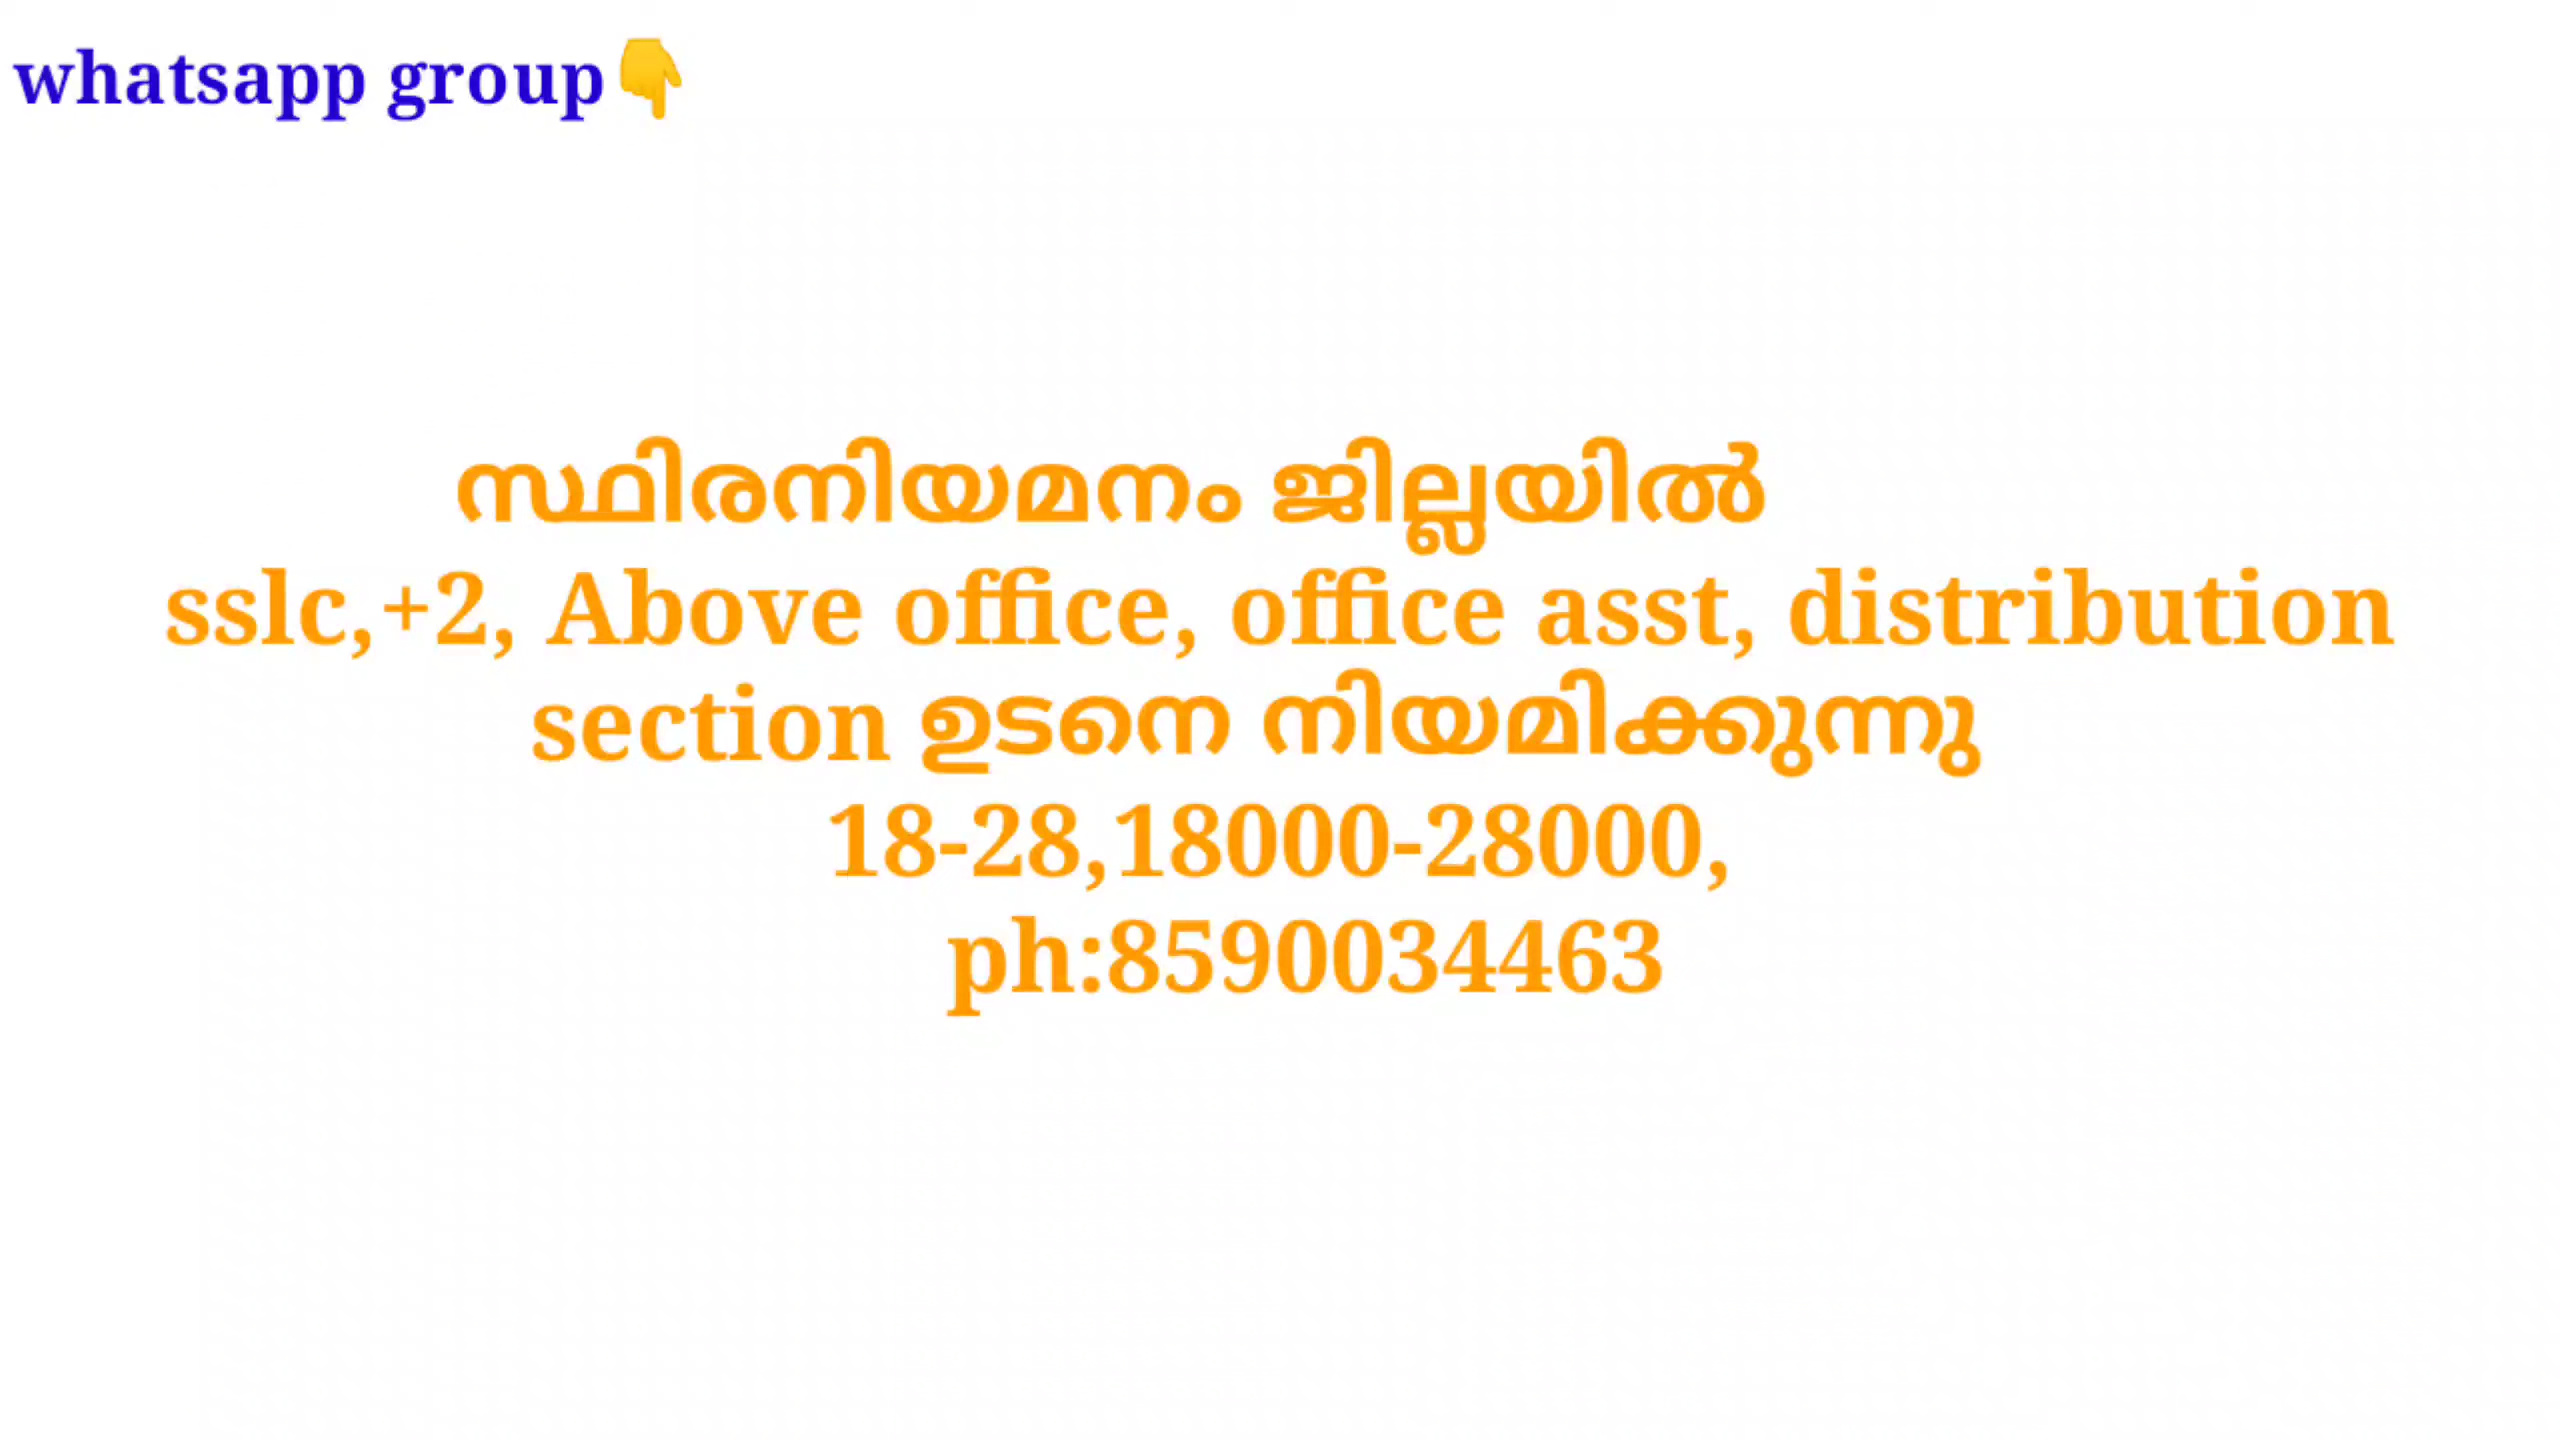 whatsapp group👇
സ്ഥിരനിയമനം ജില്ലയിൽ
sslc,+2, Above office, office asst, distribution
section ഉടനെ നിയമിക്കുന്നു
18-28,18000-28000,
ph:8590034463